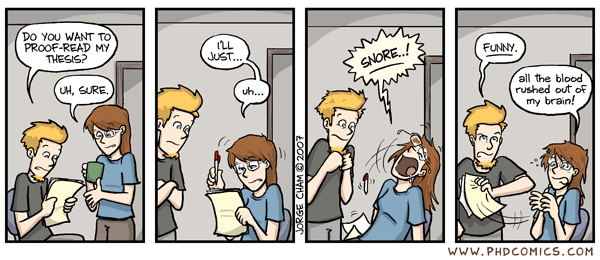 DO YOU WANT TO
PROOF-READ MY
THESIS?
UH, SURE.
I'LL
JUST...
uh...
JORGE CHAM © 2007
SNORE..!
FUNNY.
all the blood
rushed out of
my brain!
WWW.PHDCOMICS.COM